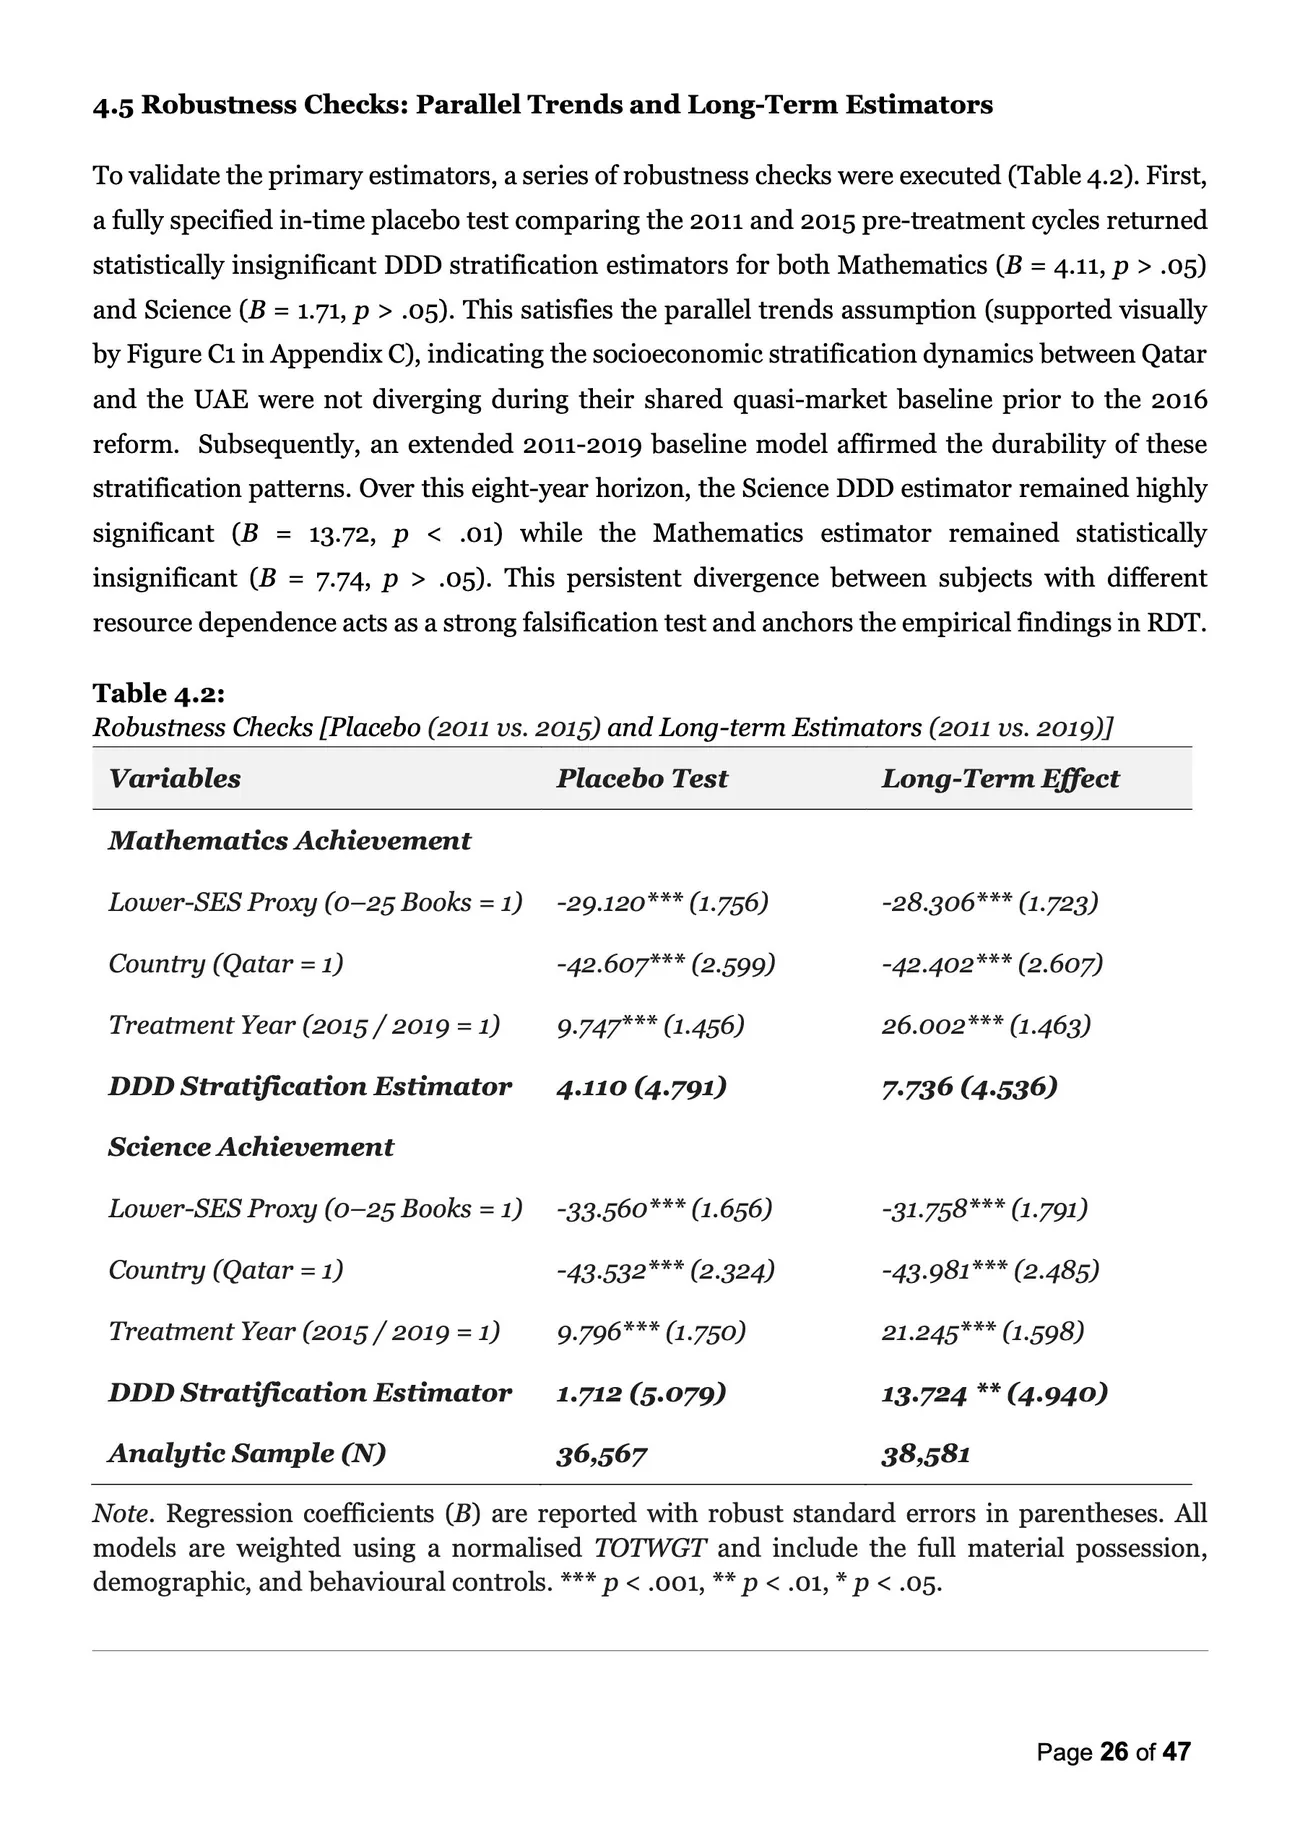 4.5 Robustness Checks: Parallel Trends and Long-Term Estimators
To validate the primary estimators, a series of robustness checks were executed (Table 4.2). First,
a fully specified in-time placebo test comparing the 2011 and 2015 pre-treatment cycles returned
statistically insignificant DDD stratification estimators for both Mathematics (B = 4.11, p > .05)
and Science (B = 1.71, p > .05). This satisfies the parallel trends assumption (supported visually
by Figure C1 in Appendix C), indicating the socioeconomic stratification dynamics between Qatar
and the UAE were not diverging during their shared quasi-market baseline prior to the 2016
reform. Subsequently, an extended 2011-2019 baseline model affirmed the durability of these
stratification patterns. Over this eight-year horizon, the Science DDD estimator remained highly
significant (B = 13.72, p < .01) while the Mathematics estimator remained statistically
insignificant (B = 7.74, p > .05). This persistent divergence between subjects with different
resource dependence acts as a strong falsification test and anchors the empirical findings in RDT.
Table 4.2:
Robustness Checks [Placebo (2011 vs. 2015) and Long-term Estimators (2011 vs. 2019)]
Variables Placebo Test Long-Term Effect
Mathematics Achievement
Lower-SES Proxy (0–25 Books = 1) -29.120*** (1.756) -28.306*** (1.723)
Country (Qatar = 1) -42.607*** (2.599) -42.402*** (2.607)
Treatment Year (2015 / 2019 = 1) 9.747*** (1.456) 26.002*** (1.463)
DDD Stratification Estimator 4.110 (4.791) 7.736 (4.536)
Science Achievement
Lower-SES Proxy (0–25 Books = 1) -33.560*** (1.656) -31.758*** (1.791)
Country (Qatar = 1) -43.532*** (2.324) -43.981*** (2.485)
Treatment Year (2015 / 2019 = 1) 9.796*** (1.750) 21.245*** (1.598)
DDD Stratification Estimator 1.712 (5.079) 13.724 ** (4.940)
Analytic Sample (N) 36,567 38,581
Note. Regression coefficients (B) are reported with robust standard errors in parentheses. All
models are weighted using a normalised TOTWGT and include the full material possession,
demographic, and behavioural controls. *** p < .001, ** p < .01, * p < .05.
Page 26 of 47